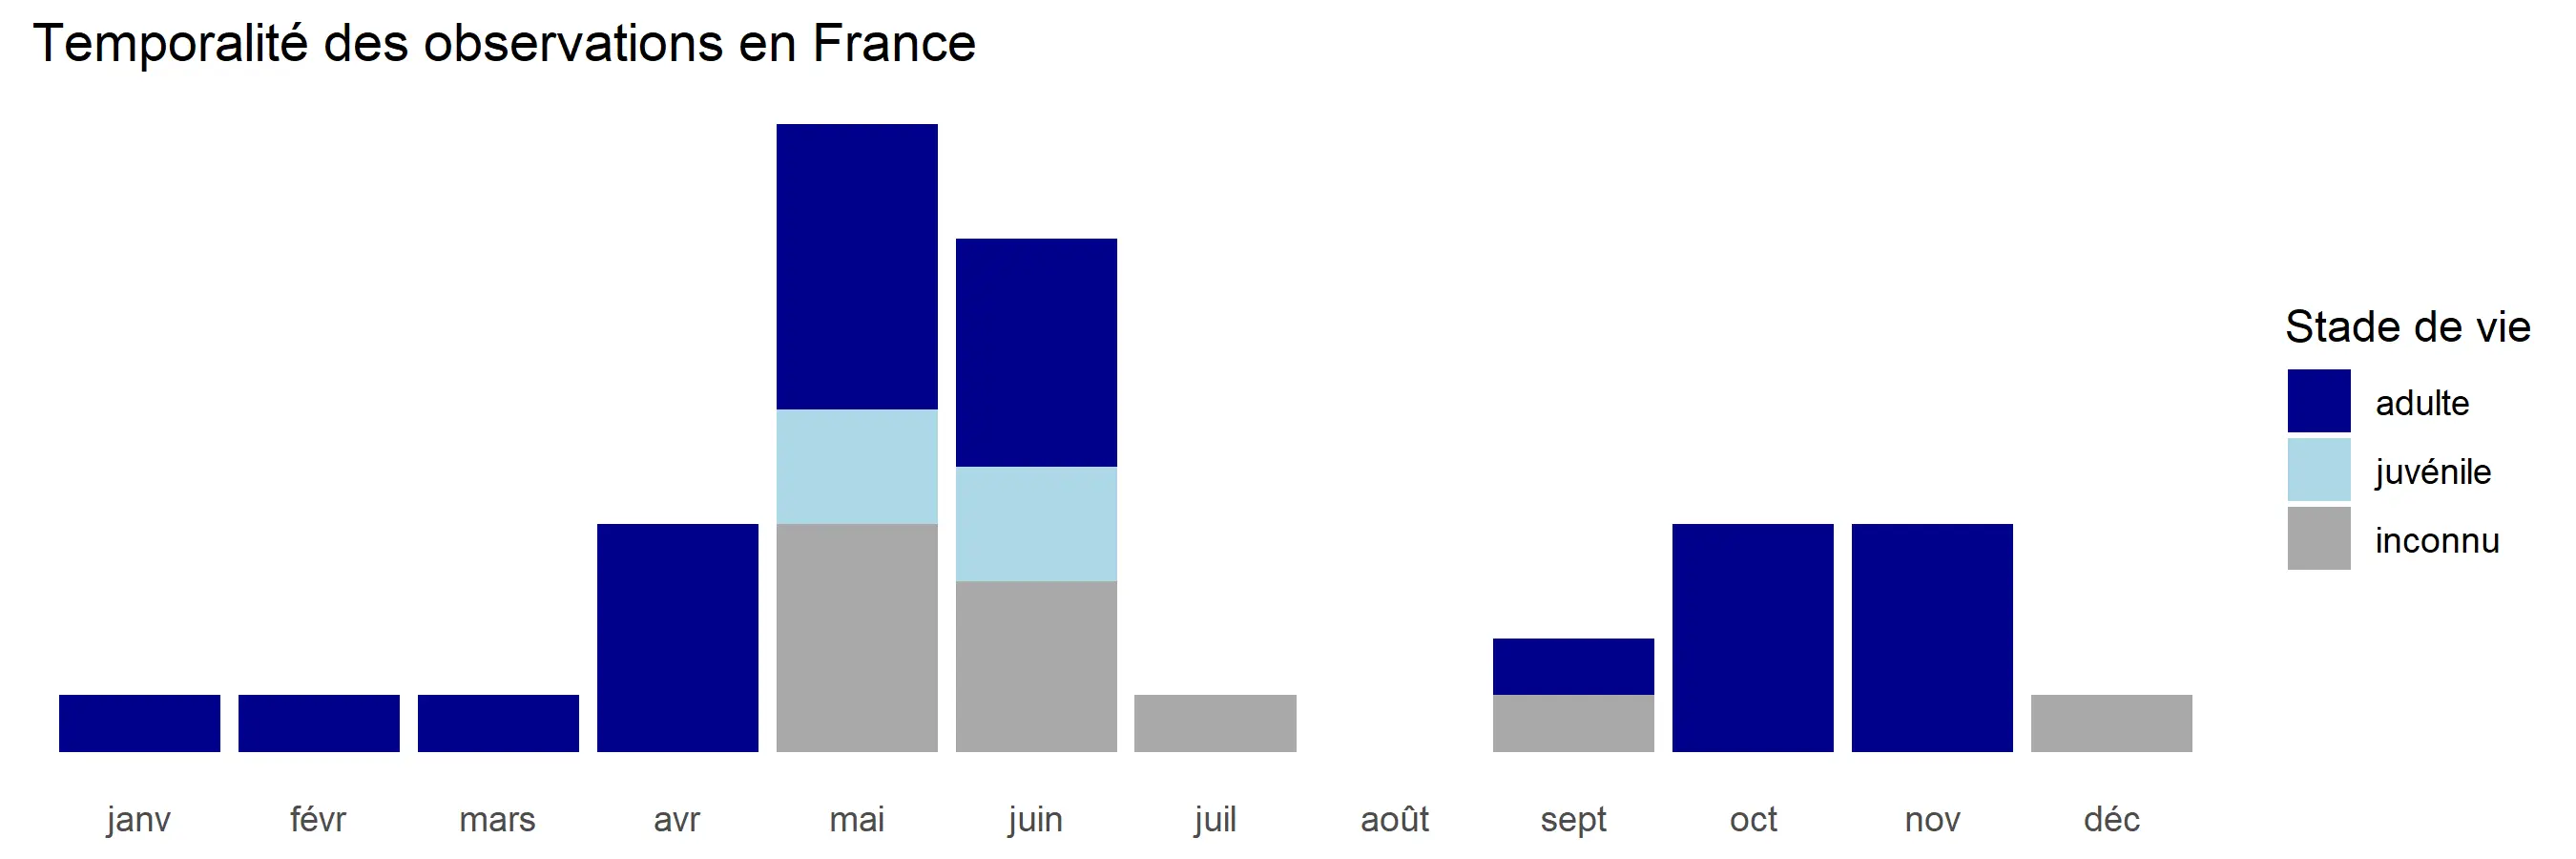 Temporalité des observations en France
Stade de vie
adulte
juvénile
inconnu
janv févr mars avr mai juin juil août sept oct nov déc